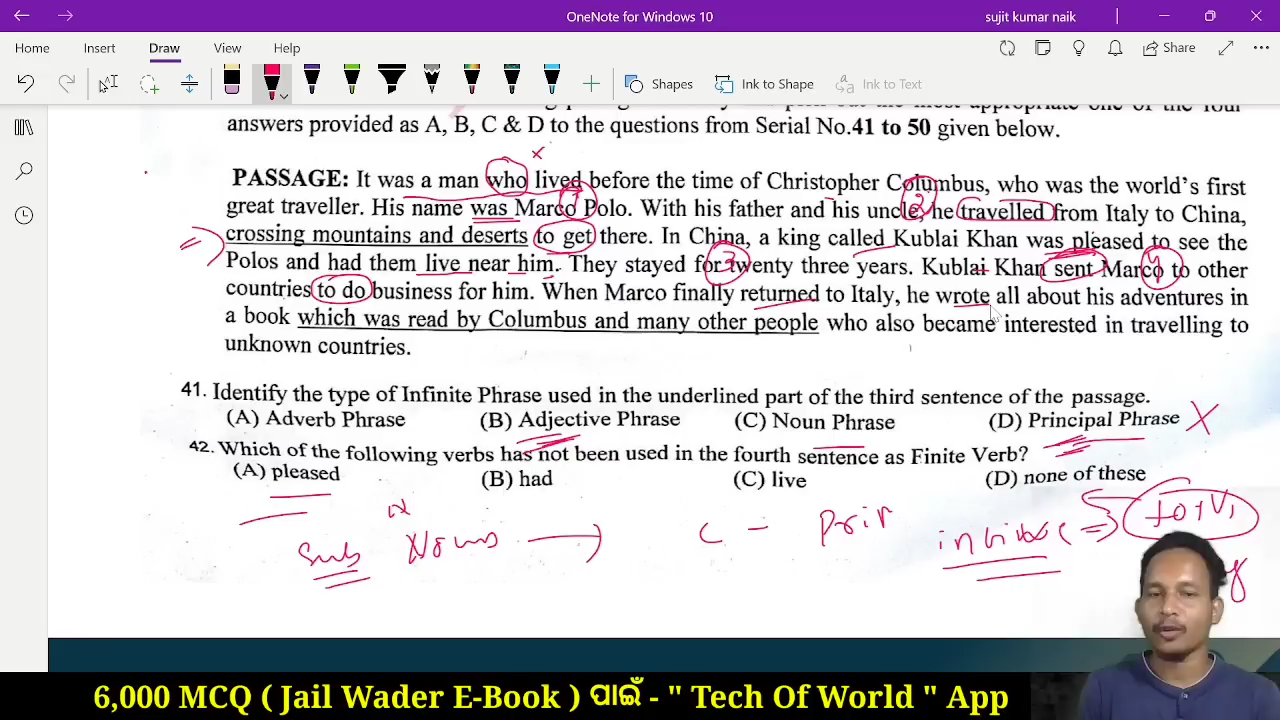 OneNote for Windows 10
sujit kumar naik
Home Insert Draw View Help
Share
Shapes Ink to Shape Ink to Text
answers provided as A, B, C & D to the questions from Serial No.41 to 50 given below.
PASSAGE: It was a man who lived before the time of Christopher Columbus, who was the world's first
great traveller. His name was Marco Polo. With his father and his uncle, he travelled from Italy to China,
crossing mountains and deserts to get there. In China, a king called Kublai Khan was pleased to see the
Polos and had them live near him. They stayed for twenty three years. Kublai Khan sent Marco to other
countries to do business for him. When Marco finally returned to Italy, he wrote all about his adventures in
a book which was read by Columbus and many other people who also became interested in travelling to
unknown countries.
41. Identify the type of Infinite Phrase used in the underlined part of the third sentence of the passage.
(A) Adverb Phrase (B) Adjective Phrase (C) Noun Phrase (D) Principal Phrase
42. Which of the following verbs has not been used in the fourth sentence as Finite Verb?
(A) pleased (B) had (C) live (D) none of these
6,000 MCQ ( Jail Wader E-Book ) ପାଇଁ - " Tech Of World " App